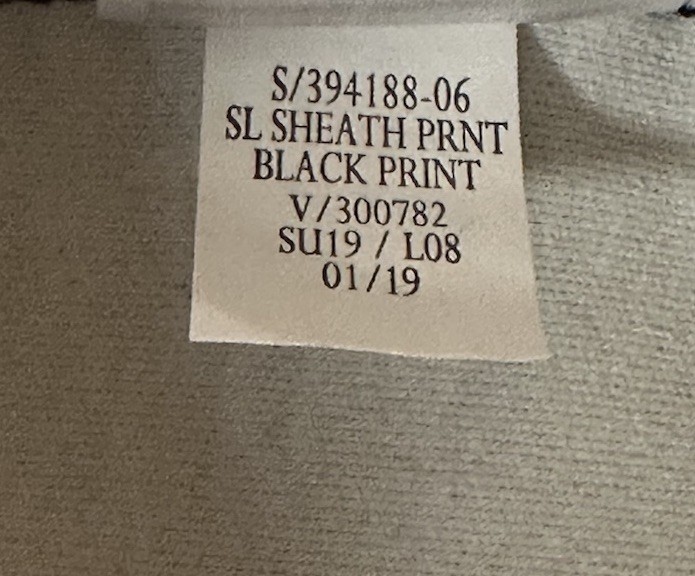 S/394188-06
SL SHEATH PRNT
BLACK PRINT
V/300782
SU19 / L08
01/19